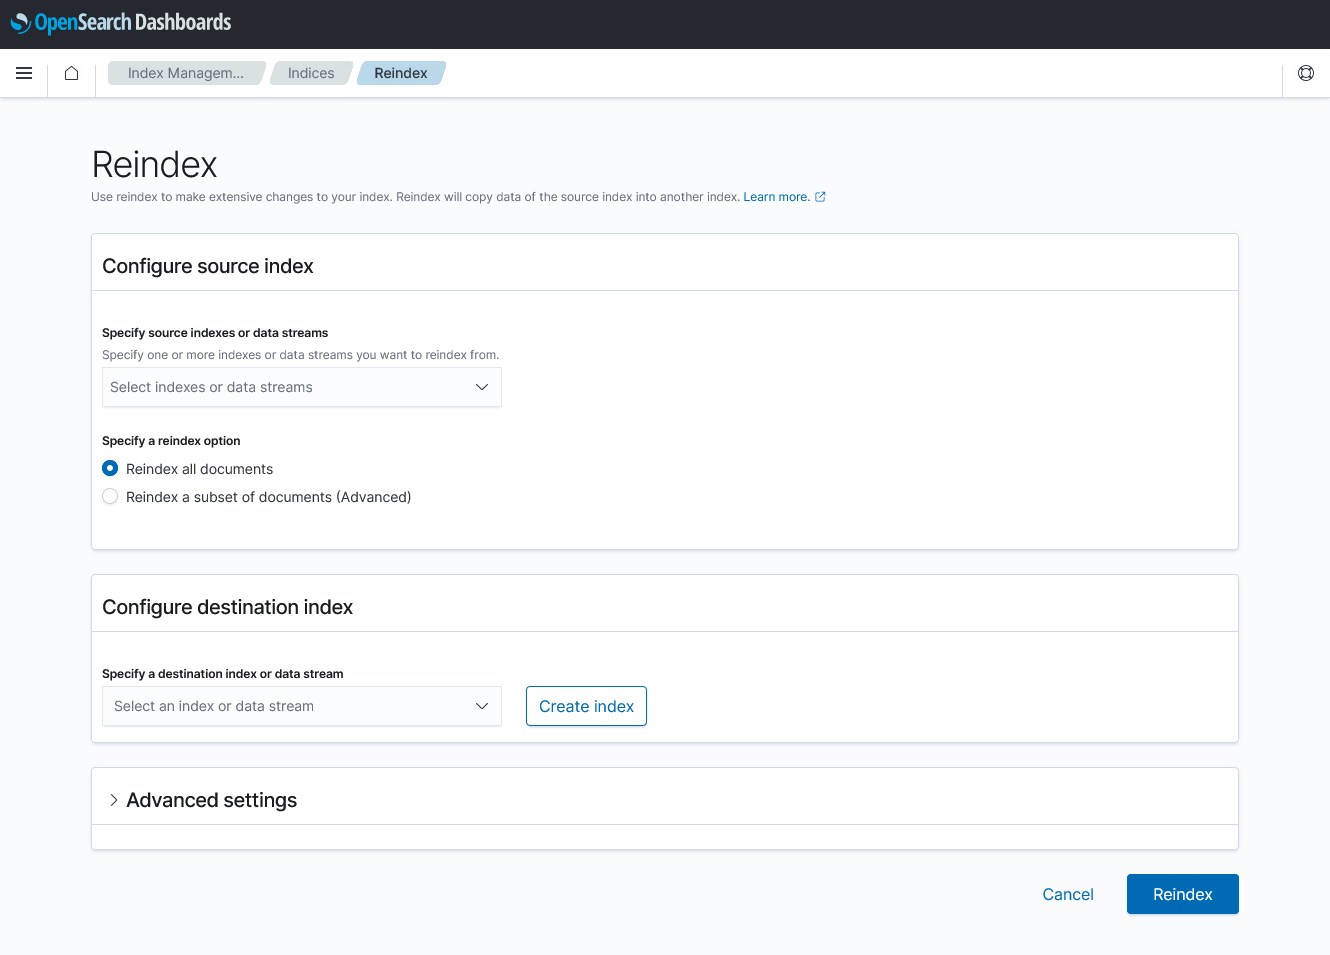 OpenSearch Dashboards
Index Managem... Indices Reindex
Reindex
Use reindex to make extensive changes to your index. Reindex will copy data of the source index into another index. Learn more.
Configure source index
Specify source indexes or data streams
Specify one or more indexes or data streams you want to reindex from.
Select indexes or data streams
Specify a reindex option
Reindex all documents
Reindex a subset of documents (Advanced)
Configure destination index
Specify a destination index or data stream
Select an index or data stream Create index
Advanced settings
Cancel Reindex